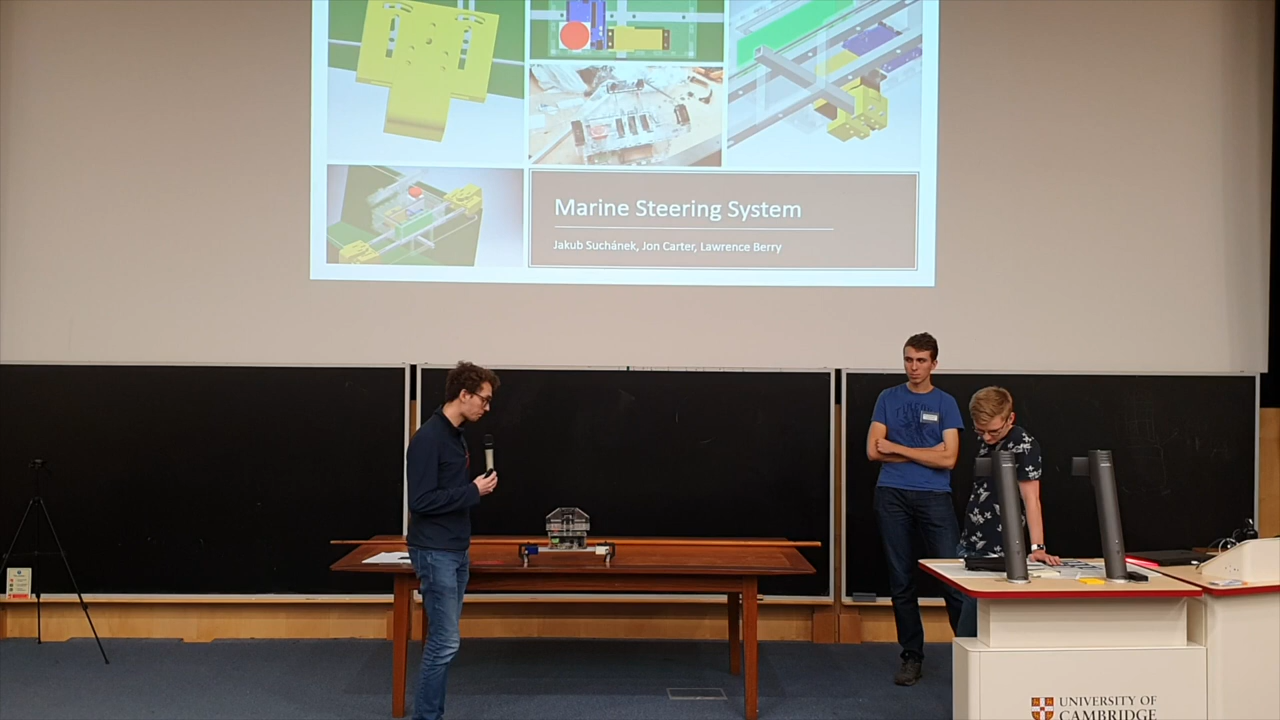 Marine Steering System
Jakub Suchánek, Jon Carter, Lawrence Berry
UNIVERSITY OF
CAMBRIDGE